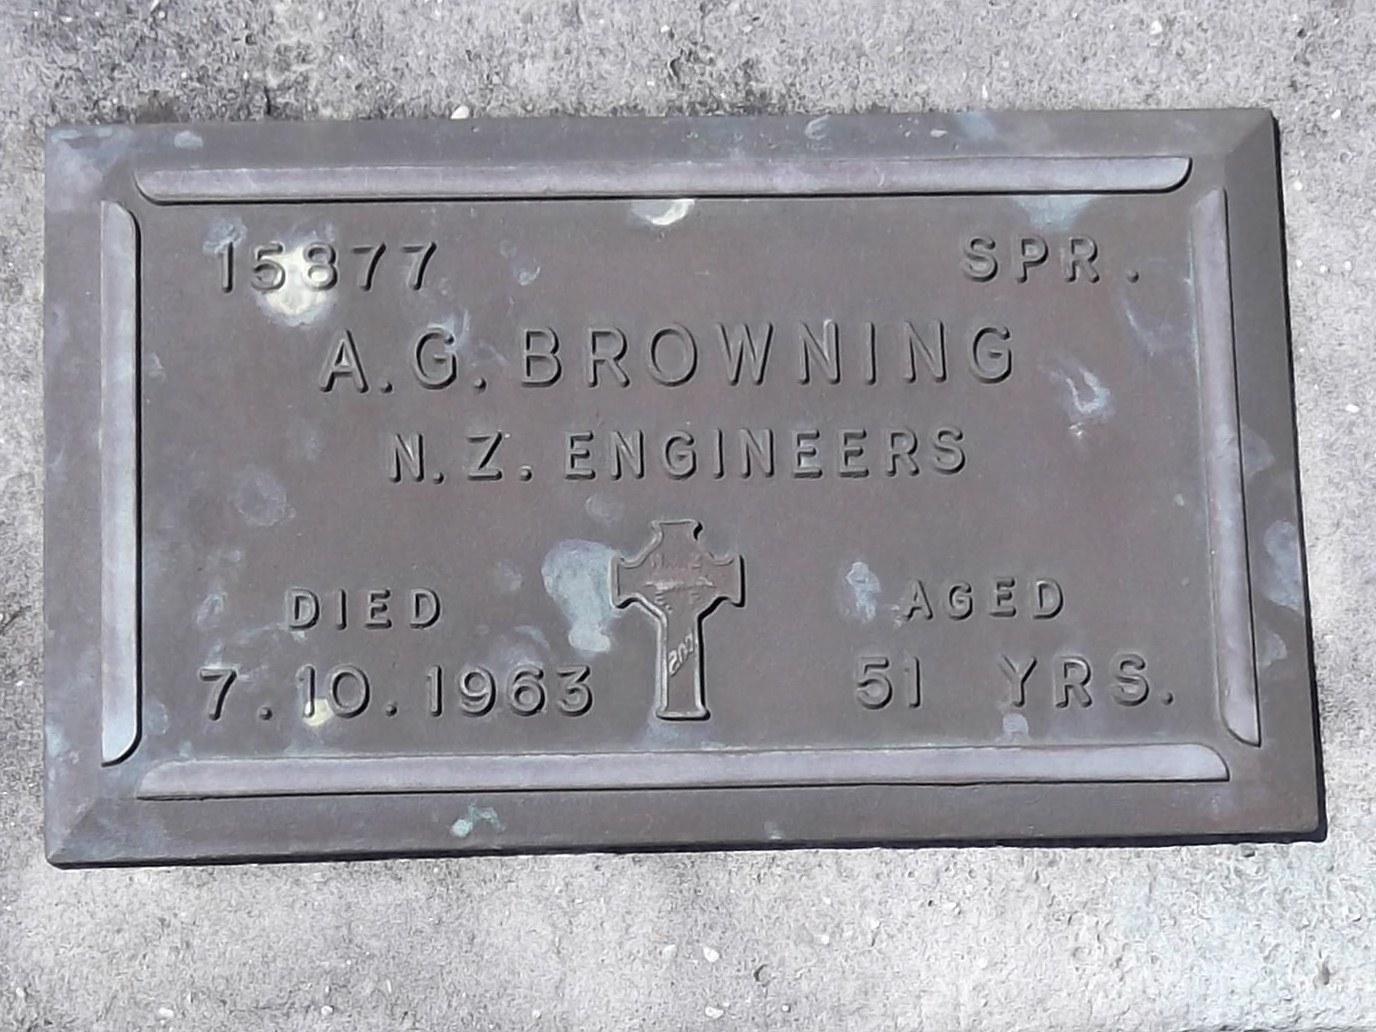 15877 SPR.
A.G. BROWNING
N.Z. ENGINEERS
DIED AGED
7.10.1963 51 YRS.